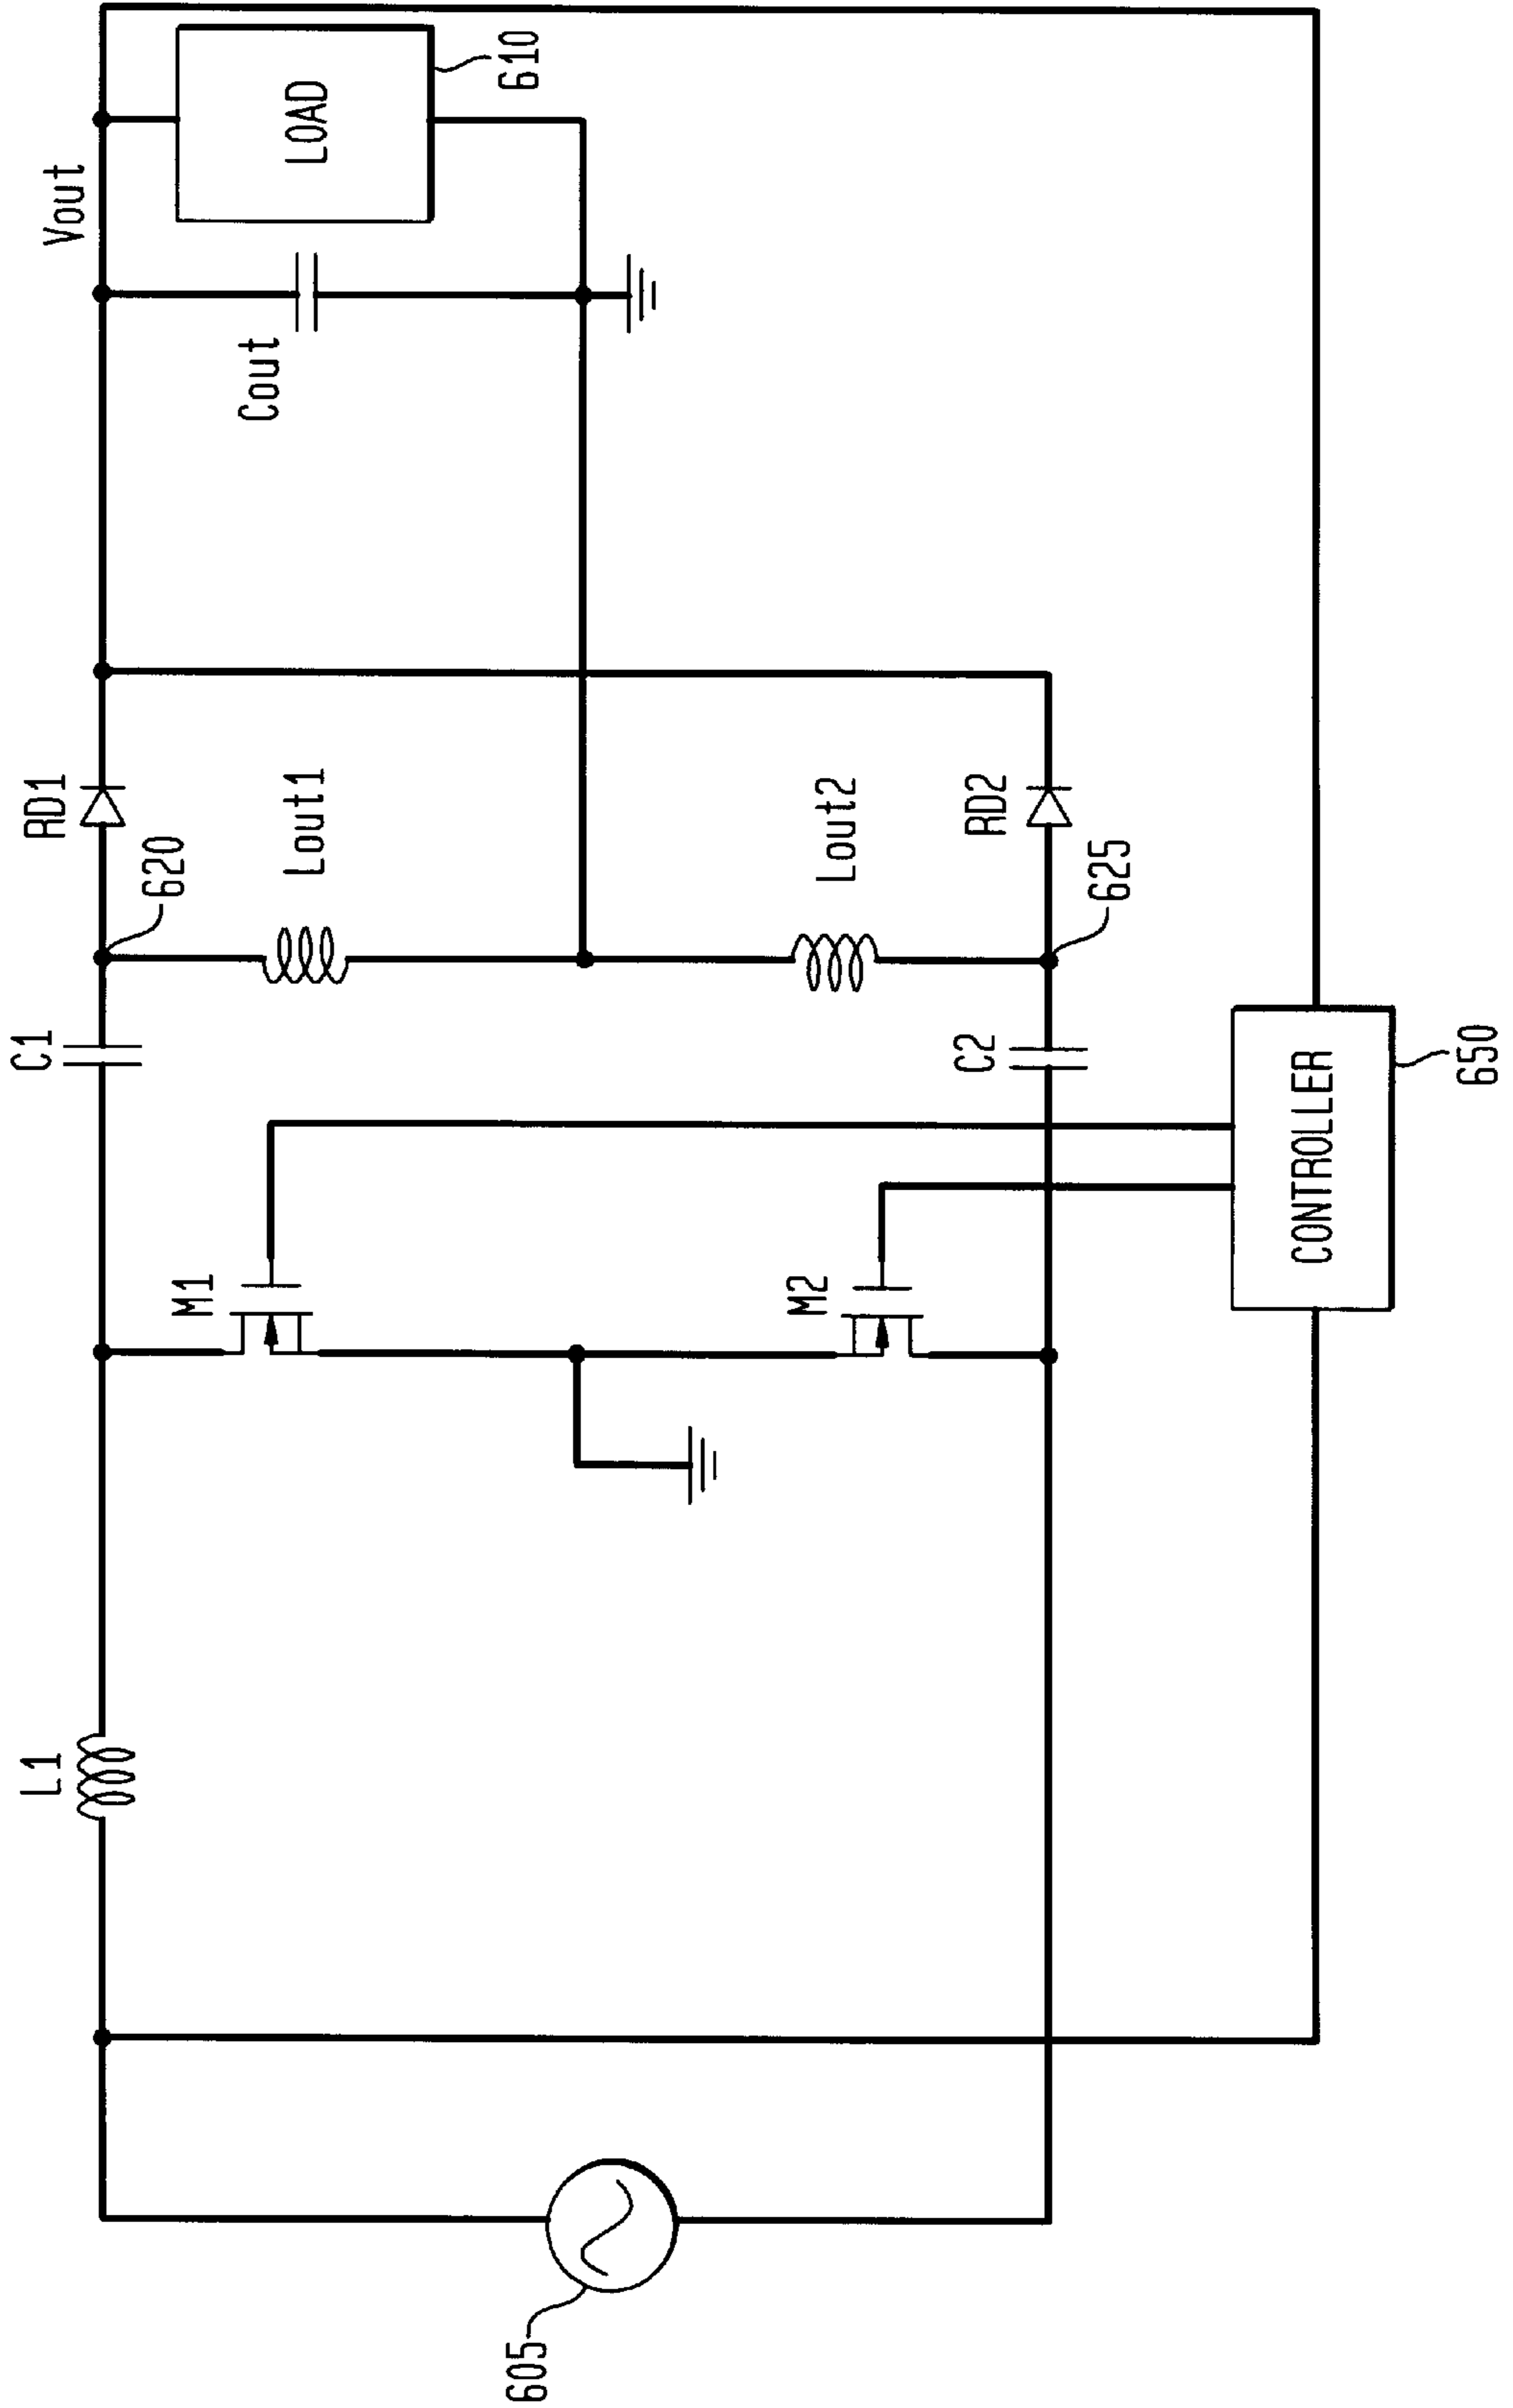 L1
M1
C1
620
RD1
Vout
Cout
LOAD
610
Lout1
Lout2
605
M2
C2
625
RD2
CONTROLLER
650